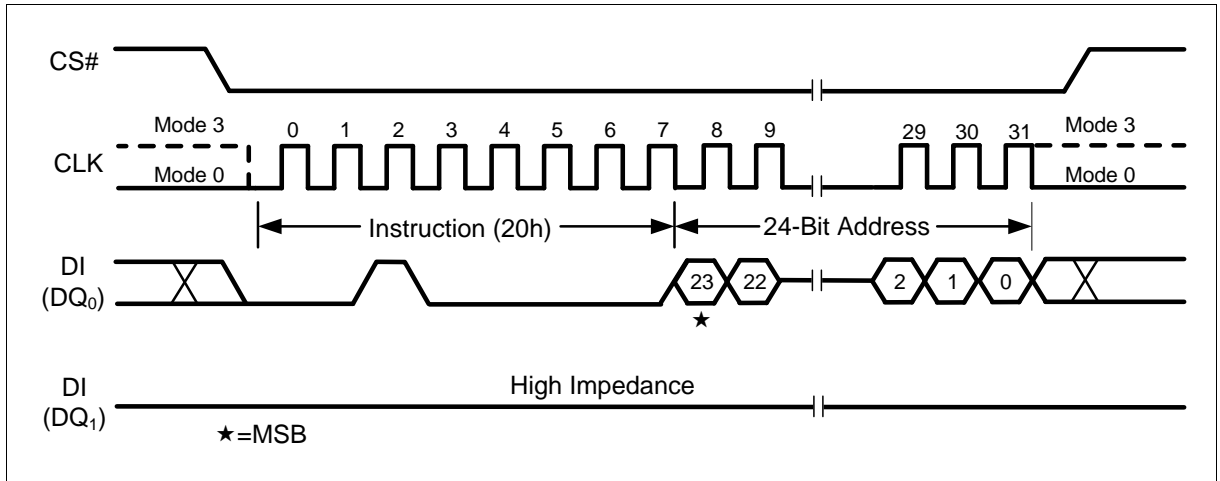 CS#
Mode 3
0 1 2 3 4 5 6 7 8 9 29 30 31
Mode 3
CLK
Mode 0
Mode 0
Instruction (20h)
24-Bit Address
DI
(DQ₀)
23 22 2 1 0
★
High Impedance
DI
(DQ₁)
★=MSB